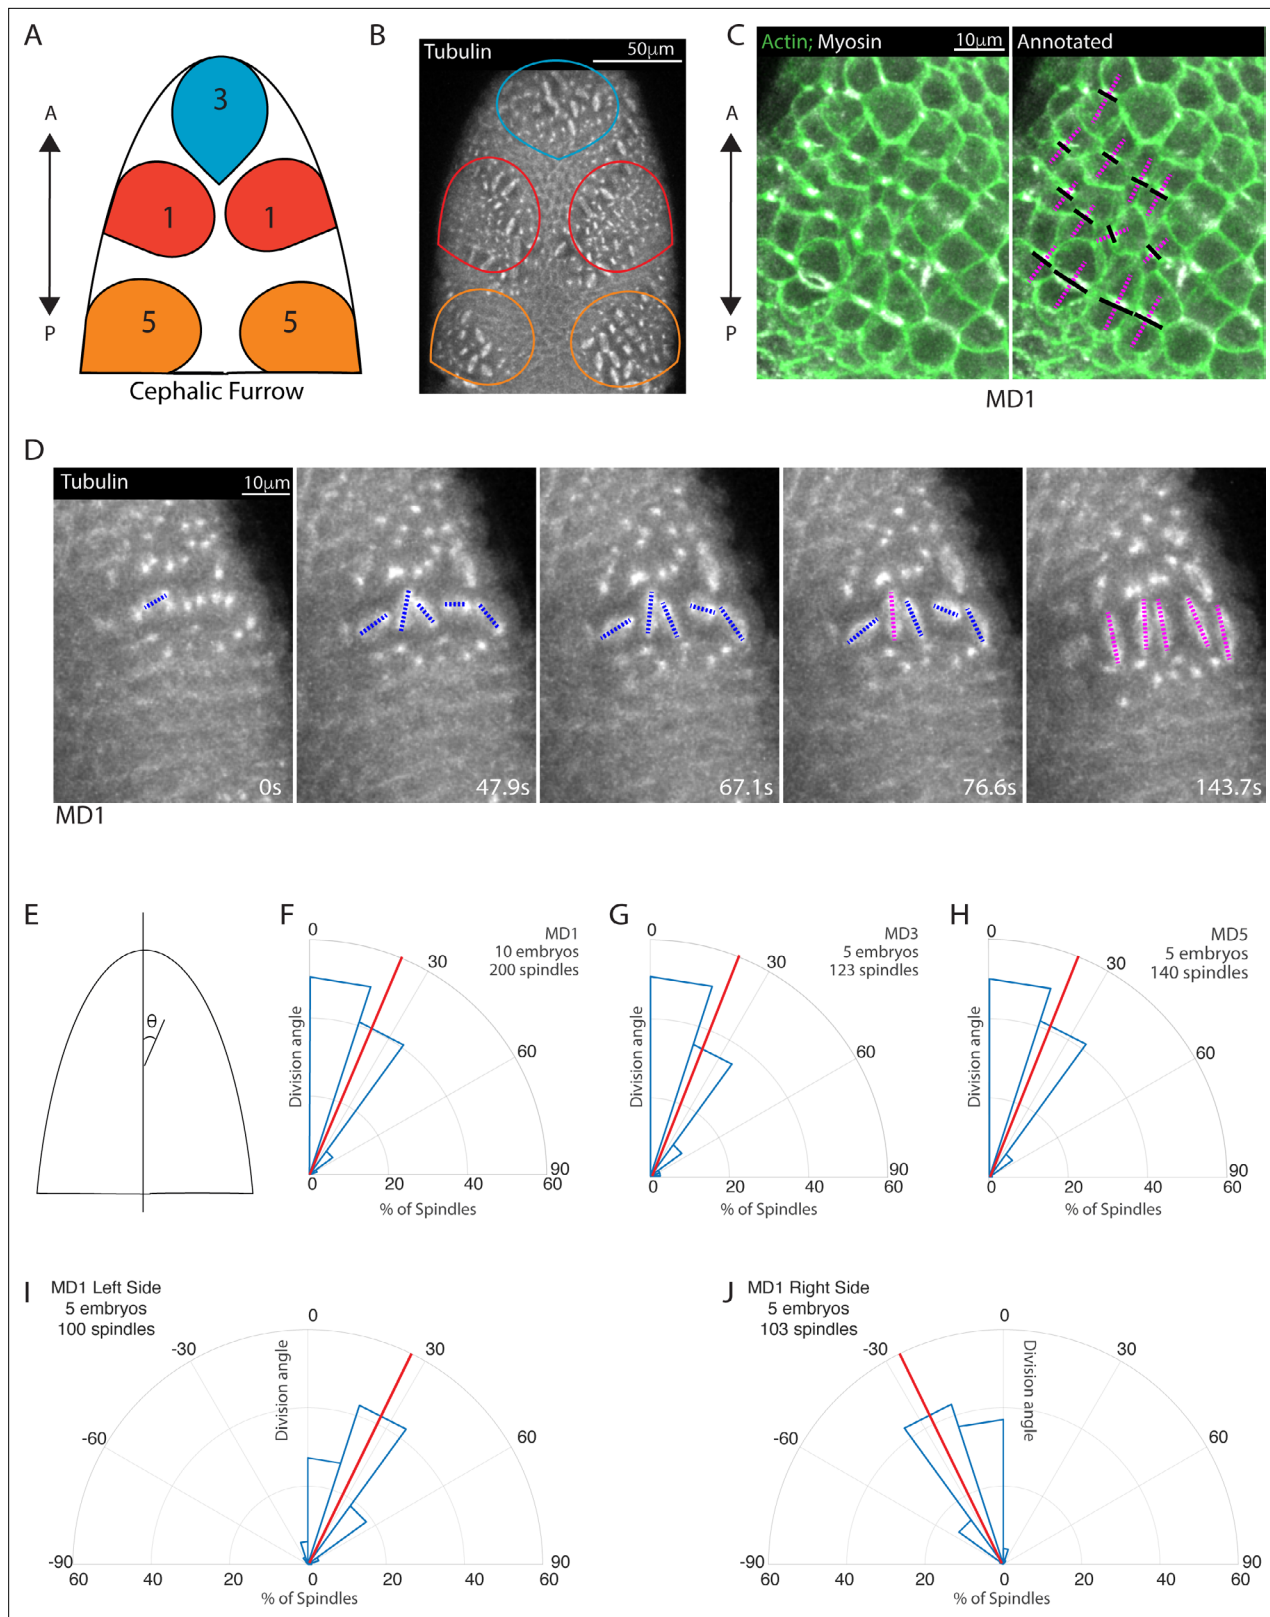 A
A
P
3
1
1
5
5
Cephalic Furrow
B
Tubulin
50μm
C
A
P
Actin; Myosin
10μm
Annotated
MD1
D
Tubulin
10μm
0s
47.9s
67.1s
76.6s
143.7s
MD1
E
θ
F
MD1
10 embryos
200 spindles
0
30
60
90
Division angle
0
20
40
60
% of Spindles
G
MD3
5 embryos
123 spindles
0
30
60
90
Division angle
0
20
40
60
% of Spindles
H
MD5
5 embryos
140 spindles
0
30
60
90
Division angle
0
20
40
60
% of Spindles
I
MD1 Left Side
5 embryos
100 spindles
0
-30
30
-60
60
-90
90
Division angle
60
40
20
0
20
40
60
% of Spindles
J
MD1 Right Side
5 embryos
103 spindles
0
-30
30
-60
60
-90
90
Division angle
60
40
20
0
20
40
60
% of Spindles